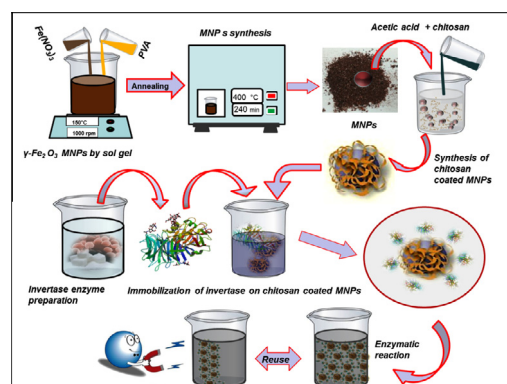 Fe(NO₃)₃
PVA
MNP s synthesis
Acetic acid + chitosan
Annealing
400 °C
240 min
150°C
1000 rpm
γ-Fe₂O₃ MNPs by sol gel
MNPs
Synthesis of
chitosan
coated MNPs
Invertase enzyme
preparation
Immobilization of invertase on chitosan coated MNPs
Reuse
Enzymatic
reaction